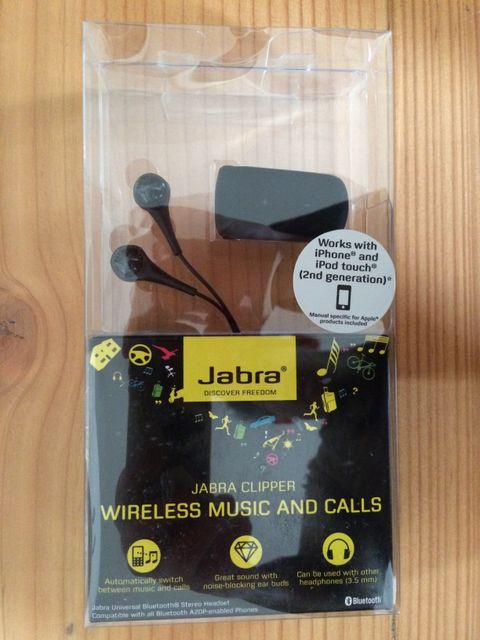 Works with
iPhone® and
iPod touch®
(2nd generation)*
Manual specific for Apple®
products included
Jabra®
DISCOVER FREEDOM
JABRA CLIPPER
WIRELESS MUSIC AND CALLS
Automatically switch
between music and calls
Great sound with
noise-blocking ear buds
Can be used with other
headphones (3.5 mm)
Jabra Universal Bluetooth® Stereo Headset
Compatible with all Bluetooth A2DP-enabled Phones
Bluetooth